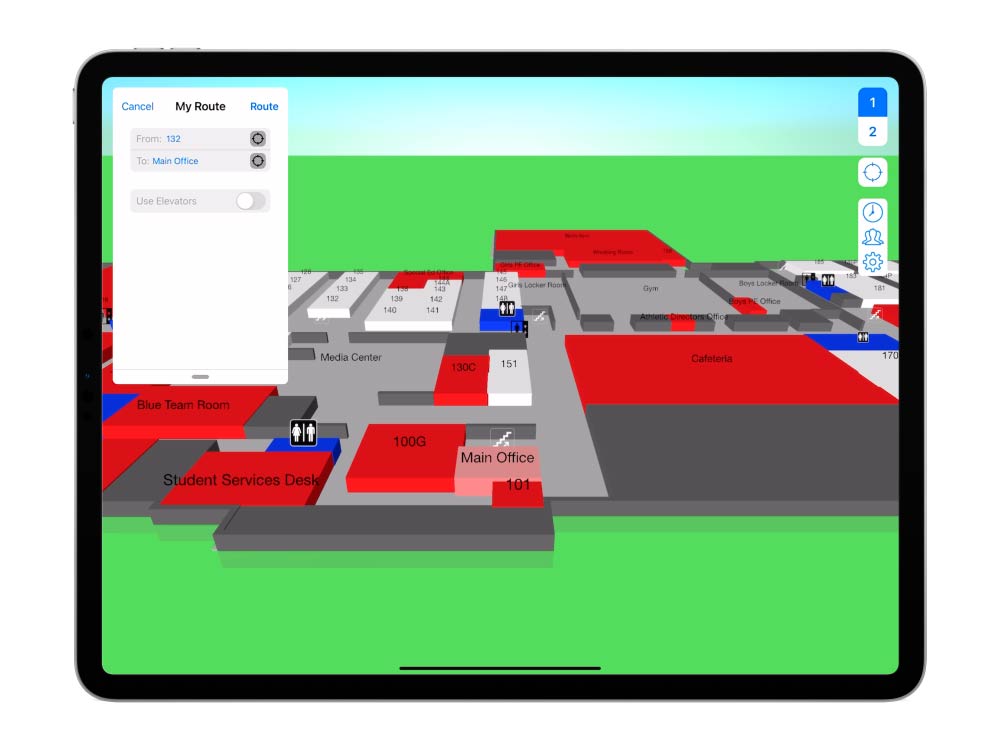 Cancel My Route Route
From: 132
To: Main Office
Use Elevators
1
2
Wrestling Room
Girls PE Office
Special Ed Office
144A
128
127
135
134
133
132
138
139
140
143
142
141
145
146
147
148
Girls Locker Room
Gym
Boys Locker Room
Boys PE Office
Athletic Directors Office
185
183
181
170
Media Center
130C
151
Cafeteria
Blue Team Room
100G
Main Office
101
Student Services Desk